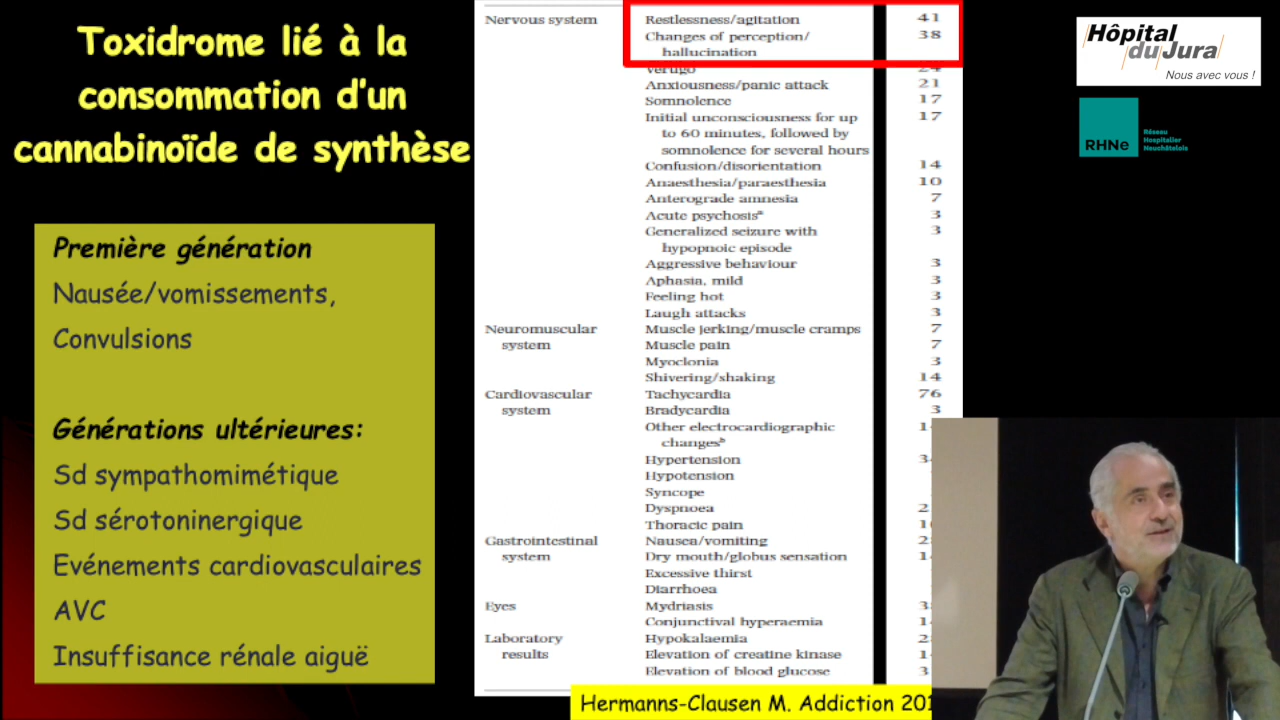 Toxidrome lié à la
consommation d'un
cannabinoïde de synthèse
Première génération
Nausée/vomissements,
Convulsions
Générations ultérieures:
Sd sympathomimétique
Sd sérotoninergique
Evénements cardiovasculaires
AVC
Insuffisance rénale aiguë
Nervous system Restlessness/agitation 41
Changes of perception/ 38
hallucination
Vertigo 24
Anxiousness/panic attack 21
Somnolence 17
Initial unconsciousness for up 17
to 60 minutes, followed by
somnolence for several hours
Confusion/disorientation 14
Anaesthesia/paraesthesia 10
Anterograde amnesia 7
Acute psychosisª 3
Generalized seizure with 3
hypopnoic episode
Aggressive behaviour 3
Aphasia, mild 3
Feeling hot 3
Laugh attacks 3
Neuromuscular Muscle jerking/muscle cramps 7
system Muscle pain 7
Myoclonia 3
Shivering/shaking 14
Cardiovascular Tachycardia 76
system Bradycardia 3
Other electrocardiographic
changesᵇ
Hypertension
Hypotension
Syncope
Dyspnoea
Thoracic pain
Gastrointestinal Nausea/vomiting
system Dry mouth/globus sensation
Excessive thirst
Diarrhoea
Eyes Mydriasis
Conjunctival hyperaemia
Laboratory Hypokalaemia
results Elevation of creatine kinase
Elevation of blood glucose
Hermanns-Clausen M. Addiction
Hôpital
du Jura
Nous avec vous !
RHNe
Réseau
Hospitalier
Neuchâtelois